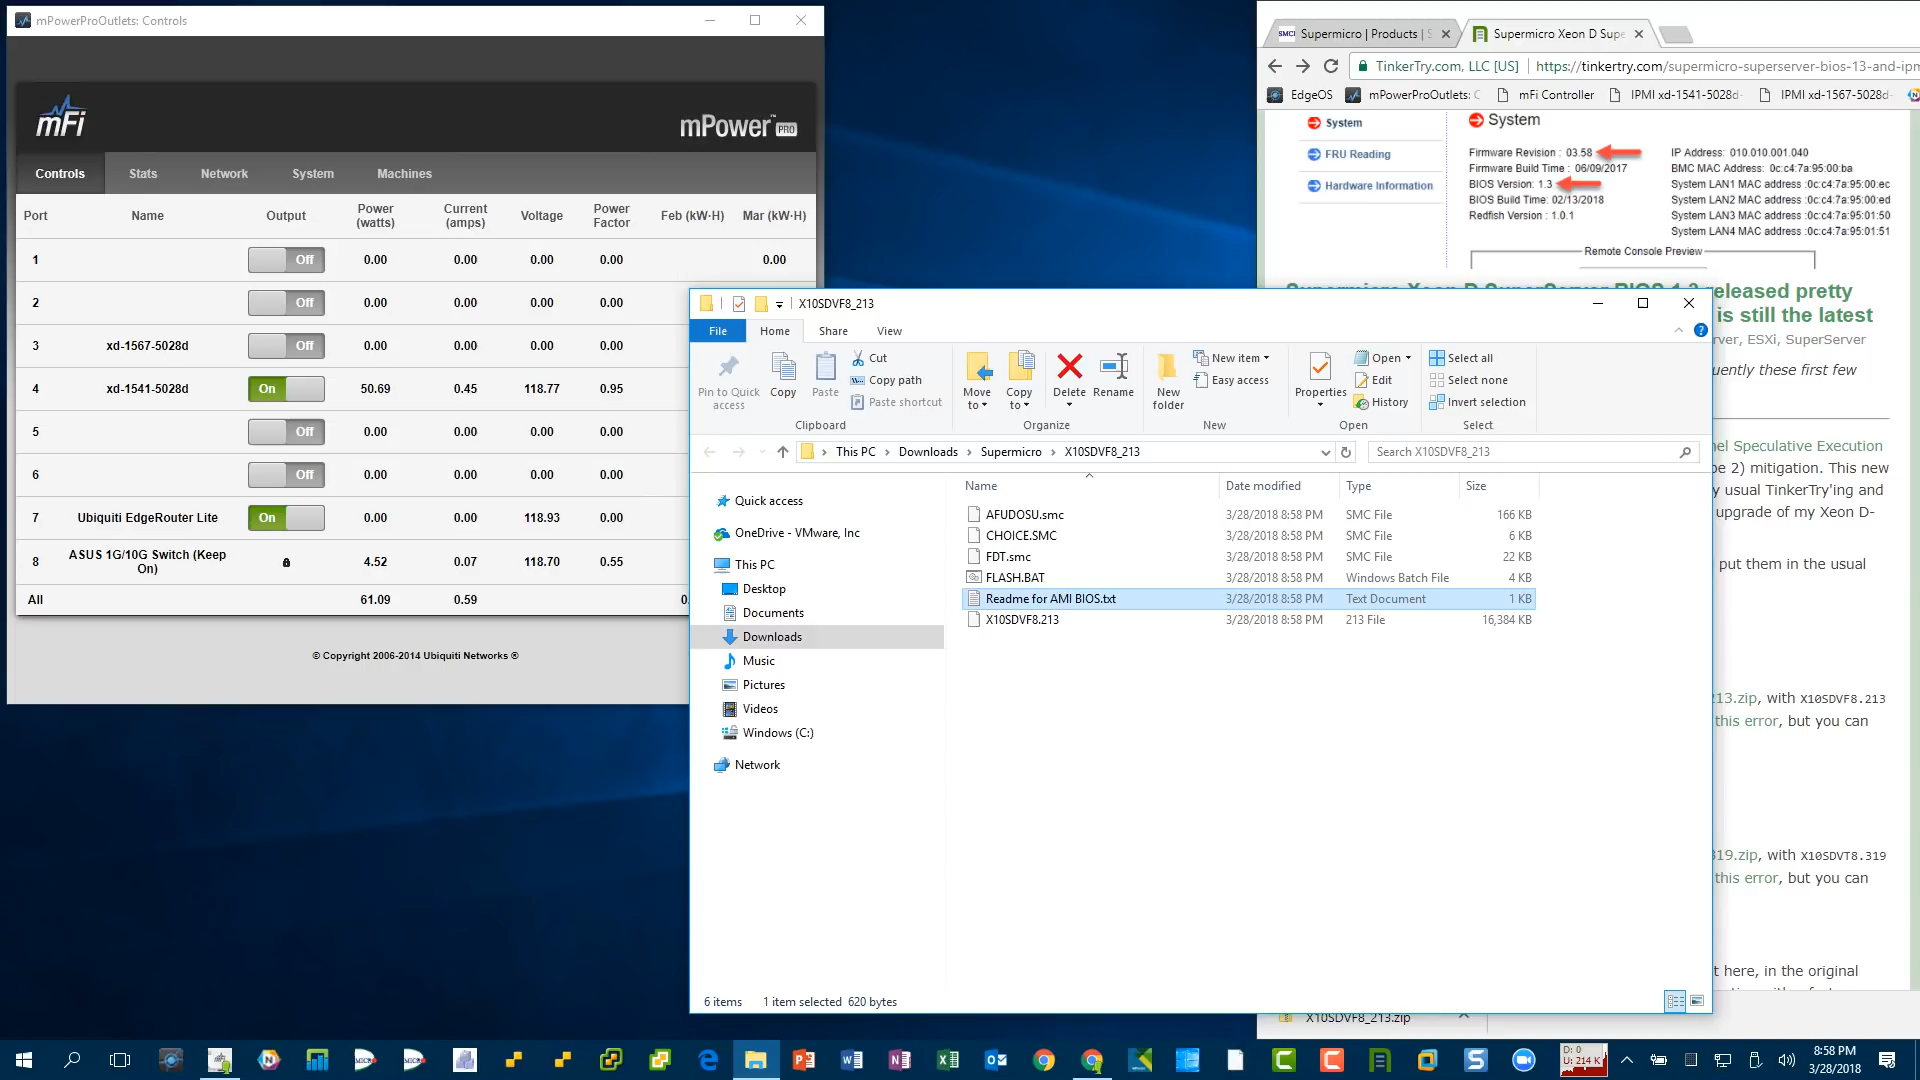 mPowerProOutlets: Controls
mFi
mPower™ PRO
Controls Stats Network System Machines
Port Name Output Power (watts) Current (amps) Voltage Power Factor Feb (kW·H) Mar (kW·H)
1 Off 0.00 0.00 0.00 0.00 0.00
2 Off 0.00 0.00 0.00 0.00
3 xd-1567-5028d Off 0.00 0.00 0.00 0.00
4 xd-1541-5028d On 50.69 0.45 118.77 0.95
5 Off 0.00 0.00 0.00 0.00
6 Off 0.00 0.00 0.00 0.00
7 Ubiquiti EdgeRouter Lite On 0.00 0.00 118.93 0.00
8 ASUS 1G/10G Switch (Keep On) 4.52 0.07 118.70 0.55
All 61.09 0.59 0.
© Copyright 2006-2014 Ubiquiti Networks ®
Supermicro | Products | S
Supermicro Xeon D Supe
TinkerTry.com, LLC [US] https://tinkertry.com/supermicro-superserver-bios-13-and-ipm
EdgeOS mPowerProOutlets: C mFi Controller IPMI xd-1541-5028d- IPMI xd-1567-5028d-
System
FRU Reading
Hardware Information
System
Firmware Revision : 03.58
Firmware Build Time : 06/09/2017
BIOS Version: 1.3
BIOS Build Time: 02/13/2018
Redfish Version : 1.0.1
IP Address: 010.010.001.040
BMC MAC Address: 0c:c4:7a:95:00:ba
System LAN1 MAC address :0c:c4:7a:95:00:ec
System LAN2 MAC address :0c:c4:7a:95:00:ed
System LAN3 MAC address :0c:c4:7a:95:01:50
System LAN4 MAC address :0c:c4:7a:95:01:51
Remote Console Preview
released pretty
is still the latest
rver, ESXi, SuperServer
quently these first few
nel Speculative Execution
pe 2) mitigation. This new
y usual TinkerTry'ing and
upgrade of my Xeon D-
put them in the usual
213.zip, with X10SDVF8.213
this error, but you can
319.zip, with X10SDVT8.319
this error, but you can
t here, in the original
X10SDVF8_213.zip
X10SDVF8_213
File Home Share View
Pin to Quick access
Copy
Paste
Cut
Copy path
Paste shortcut
Clipboard
Move to
Copy to
Delete
Rename
Organize
New folder
New item
Easy access
New
Properties
Open
Edit
History
Open
Select all
Select none
Invert selection
Select
This PC Downloads Supermicro X10SDVF8_213
Search X10SDVF8_213
Quick access
OneDrive - VMware, Inc
This PC
Desktop
Documents
Downloads
Music
Pictures
Videos
Windows (C:)
Network
Name Date modified Type Size
AFUDOSU.smc 3/28/2018 8:58 PM SMC File 166 KB
CHOICE.SMC 3/28/2018 8:58 PM SMC File 6 KB
FDT.smc 3/28/2018 8:58 PM SMC File 22 KB
FLASH.BAT 3/28/2018 8:58 PM Windows Batch File 4 KB
Readme for AMI BIOS.txt 3/28/2018 8:58 PM Text Document 1 KB
X10SDVF8.213 3/28/2018 8:58 PM 213 File 16,384 KB
6 items 1 item selected 620 bytes
D: 0
U: 214 K
8:58 PM
3/28/2018